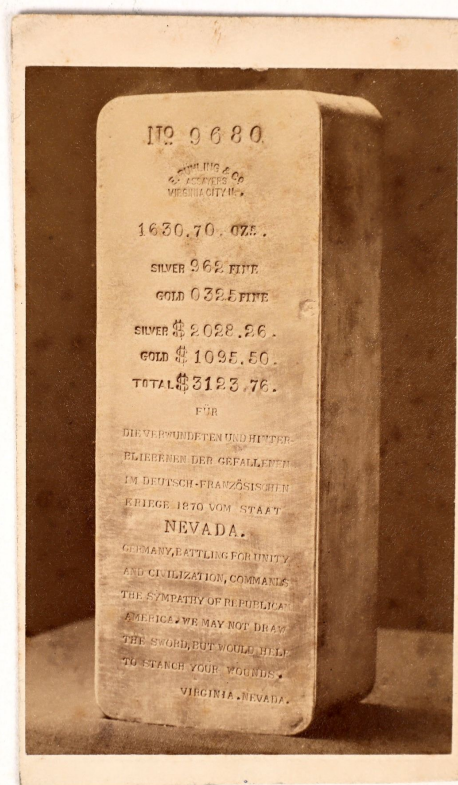 No 9680
E. RUHLING & Co
ASSAYERS
VIRGINIA CITY N.
1630.70. OZS.
SILVER 962 FINE
GOLD 0325 FINE
SILVER $ 2028.26.
GOLD $ 1095.50.
TOTAL $ 3123.76.
FÜR
DIE VERWUNDETEN UND HINTER-
BLIEBENEN DER GEFALLENEN
IM DEUTSCH-FRANZÖSISCHEN
KRIEGE 1870 VOM STAAT
NEVADA.
GERMANY, BATTLING FOR UNITY
AND CIVILIZATION, COMMANDS
THE SYMPATHY OF REPUBLICAN
AMERICA. WE MAY NOT DRAW
THE SWORD, BUT WOULD HELP
TO STANCH YOUR WOUNDS.
VIRGINIA. NEVADA.